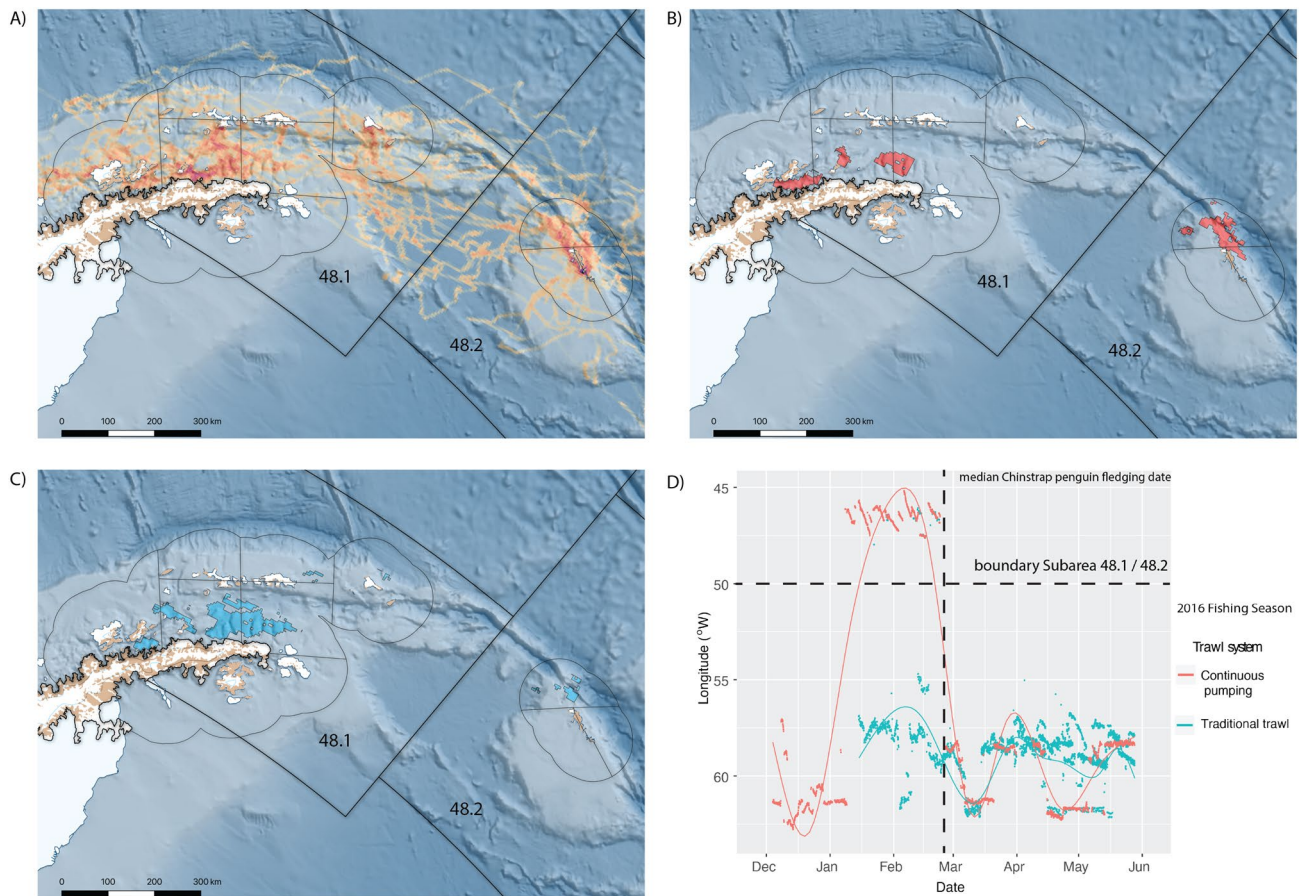 A)
48.1
48.2
0 100 200 300 km
B)
48.1
48.2
0 100 200 300 km
C)
48.1
48.2
0 100 200 300 km
D)
median Chinstrap penguin fledging date
boundary Subarea 48.1 / 48.2
45
50
55
60
Longitude (°W)
Dec Jan Feb Mar Apr May Jun
Date
2016 Fishing Season
Trawl system
Continuous
pumping
Traditional trawl